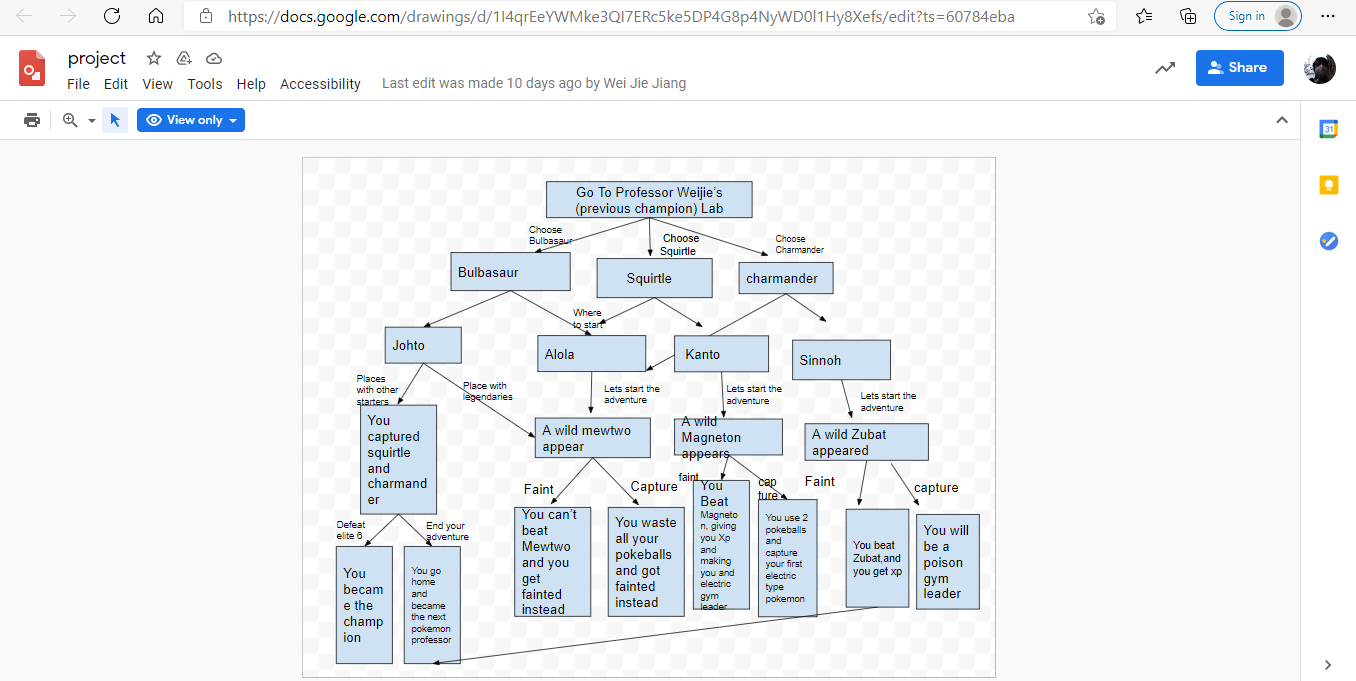 https://docs.google.com/drawings/d/1I4qrEeYWMke3QI7ERc5ke5DP4G8p4NyWD0l1Hy8Xefs/edit?ts=60784eba
Sign in
project
File Edit View Tools Help Accessibility Last edit was made 10 days ago by Wei Jie Jiang
Share
View only
31
Go To Professor Weijie's
(previous champion) Lab
Choose
Bulbasaur
Choose
Squirtle
Choose
Charmander
Bulbasaur
Squirtle
charmander
Where
to start
Johto
Alola
Kanto
Sinnoh
Places
with other
starters
Place with
legendaries
Lets start the
adventure
Lets start the
adventure
Lets start the
adventure
You
captured
squirtle
and
charmand
er
A wild mewtwo
appear
A wild
Magneton
appears
A wild Zubat
appeared
Faint
Capture
faint
cap
ture
Faint
capture
Defeat
elite 6
End your
adventure
You
becam
e the
champ
ion
You go
home
and
became
the next
pokemon
professor
You can't
beat
Mewtwo
and you
get
fainted
instead
You waste
all your
pokeballs
and got
fainted
instead
You
Beat
Magneto
n, giving
you Xp
and
making
you and
electric
gym
leader
You use 2
pokeballs
and
capture
your first
electric
type
pokemon
You beat
Zubat,and
you get xp
You will
be a
poison
gym
leader